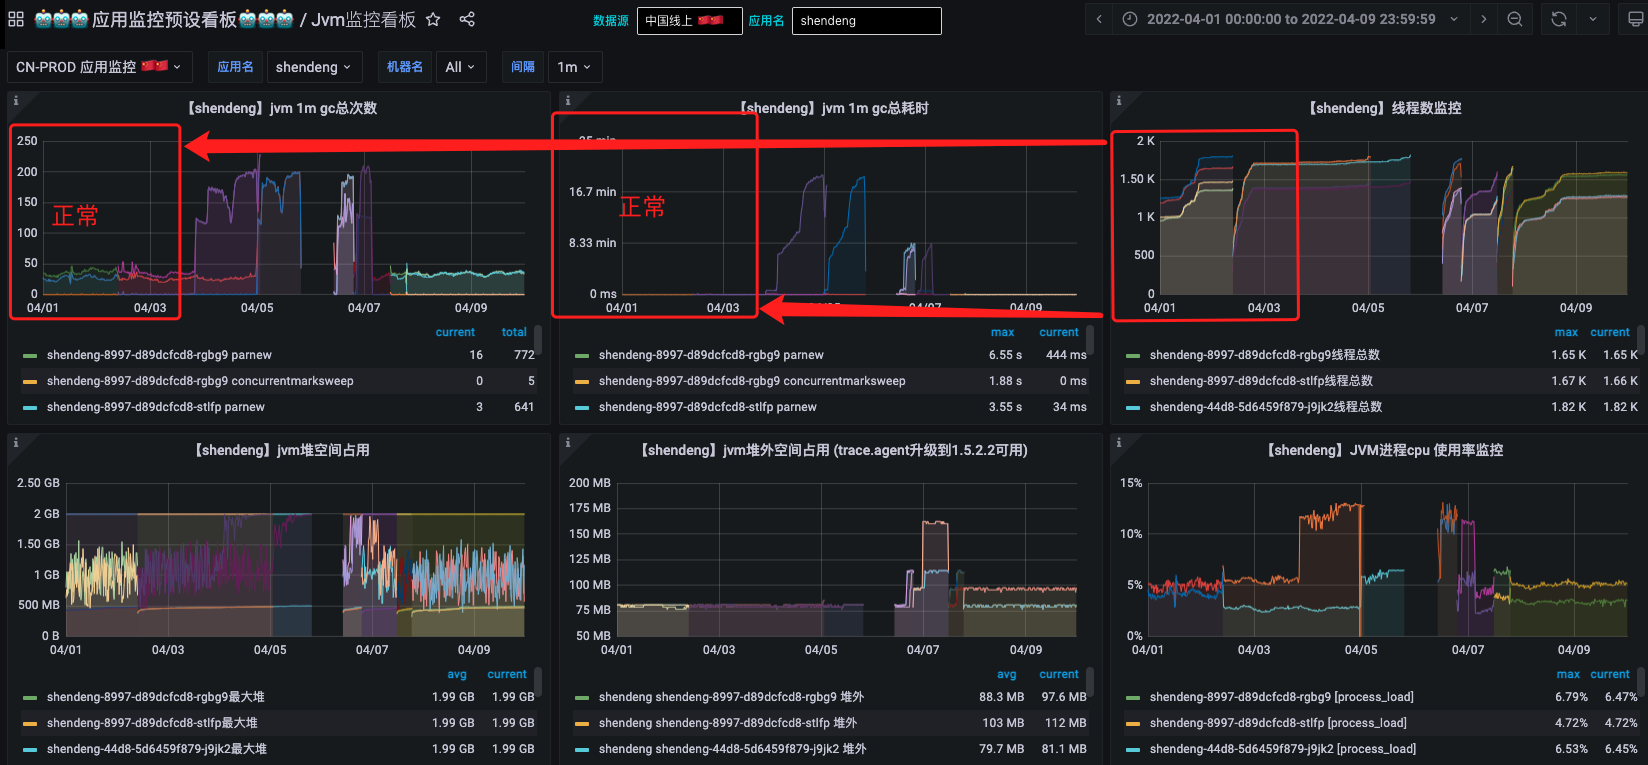 应用监控预设看板 / Jvm监控看板
数据源 中国线上 应用名 shendeng
2022-04-01 00:00:00 to 2022-04-09 23:59:59
CN-PROD 应用监控 应用名 shendeng 机器名 All 间隔 1m
【shendeng】jvm 1m gc总次数
250
200
150
100
50
0
正常
04/01 04/03 04/05 04/07 04/09
current total
shendeng-8997-d89dcfcd8-rgbg9 parnew 16 772
shendeng-8997-d89dcfcd8-rgbg9 concurrentmarksweep 0 5
shendeng-8997-d89dcfcd8-stlfp parnew 3 641
【shendeng】jvm 1m gc总耗时
25 min
16.7 min
8.33 min
0 ms
正常
04/01 04/03 04/05 04/07 04/09
max current
shendeng-8997-d89dcfcd8-rgbg9 parnew 6.55 s 444 ms
shendeng-8997-d89dcfcd8-rgbg9 concurrentmarksweep 1.88 s 0 ms
shendeng-8997-d89dcfcd8-stlfp parnew 3.55 s 34 ms
【shendeng】线程数监控
2 K
1.50 K
1 K
500
0
04/01 04/03 04/05 04/07 04/09
max current
shendeng-8997-d89dcfcd8-rgbg9线程总数 1.65 K 1.65 K
shendeng-8997-d89dcfcd8-stlfp线程总数 1.67 K 1.66 K
shendeng-44d8-5d6459f879-j9jk2线程总数 1.82 K 1.82 K
【shendeng】jvm堆空间占用
2.50 GB
2 GB
1.50 GB
1 GB
500 MB
0 B
04/01 04/03 04/05 04/07 04/09
avg current
shendeng-8997-d89dcfcd8-rgbg9最大堆 1.99 GB 1.99 GB
shendeng-8997-d89dcfcd8-stlfp最大堆 1.99 GB 1.99 GB
shendeng-44d8-5d6459f879-j9jk2最大堆 1.99 GB 1.99 GB
【shendeng】jvm堆外空间占用 (trace.agent升级到1.5.2.2可用)
200 MB
175 MB
150 MB
125 MB
100 MB
75 MB
50 MB
04/01 04/03 04/05 04/07 04/09
avg current
shendeng shendeng-8997-d89dcfcd8-rgbg9 堆外 88.3 MB 97.6 MB
shendeng shendeng-8997-d89dcfcd8-stlfp 堆外 103 MB 112 MB
shendeng shendeng-44d8-5d6459f879-j9jk2 堆外 79.7 MB 81.1 MB
【shendeng】JVM进程cpu 使用率监控
15%
10%
5%
0%
04/01 04/03 04/05 04/07 04/09
max current
shendeng-8997-d89dcfcd8-rgbg9 [process_load] 6.79% 6.47%
shendeng-8997-d89dcfcd8-stlfp [process_load] 4.72% 4.72%
shendeng-44d8-5d6459f879-j9jk2 [process_load] 6.53% 6.45%